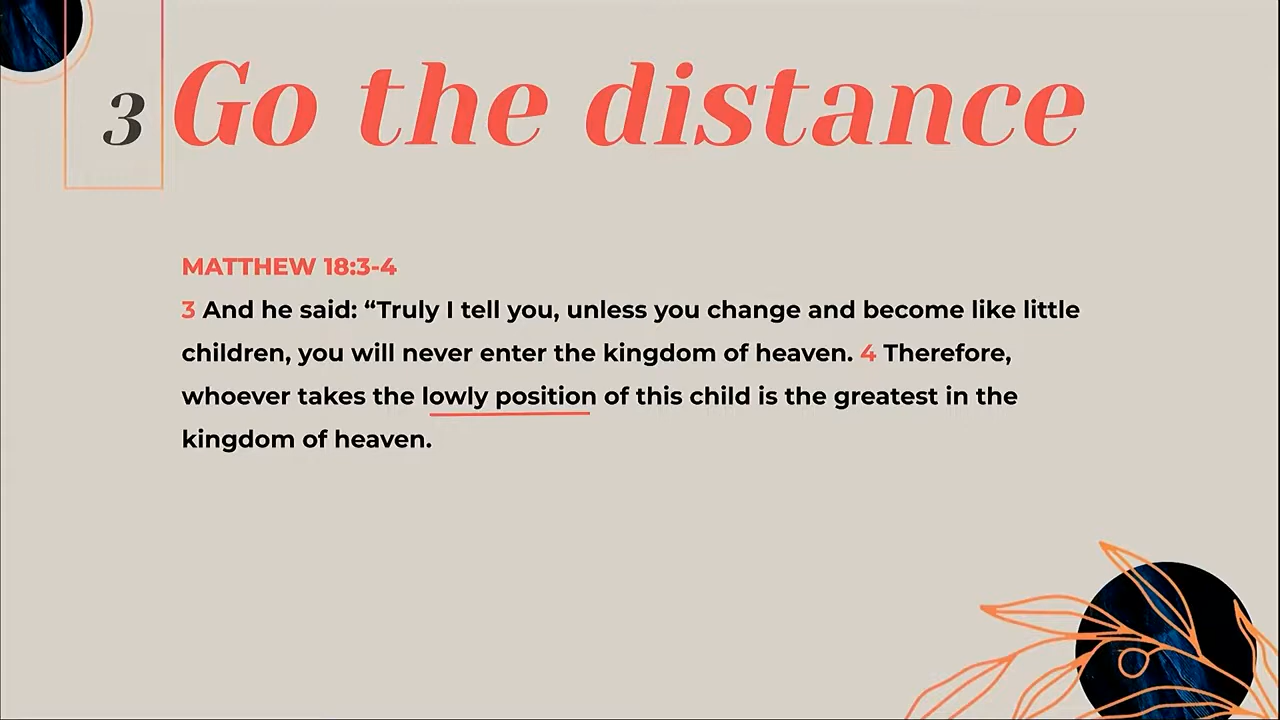 3 Go the distance
MATTHEW 18:3-4
3 And he said: “Truly I tell you, unless you change and become like little
children, you will never enter the kingdom of heaven. 4 Therefore,
whoever takes the lowly position of this child is the greatest in the
kingdom of heaven.